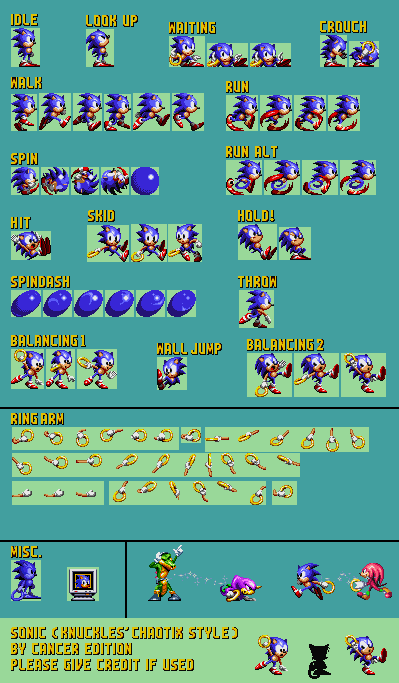 IDLE
LOOK UP
WAITING
CROUCH
WALK
RUN
SPIN
RUN ALT
HIT
SKID
HOLD!
SPINDASH
THROW
BALANCING 1
WALL JUMP
BALANCING 2
RING ARM
MISC.
SONIC (KNUCKLES' CHAOTIX STYLE)
BY CANCER EDITION
PLEASE GIVE CREDIT IF USED